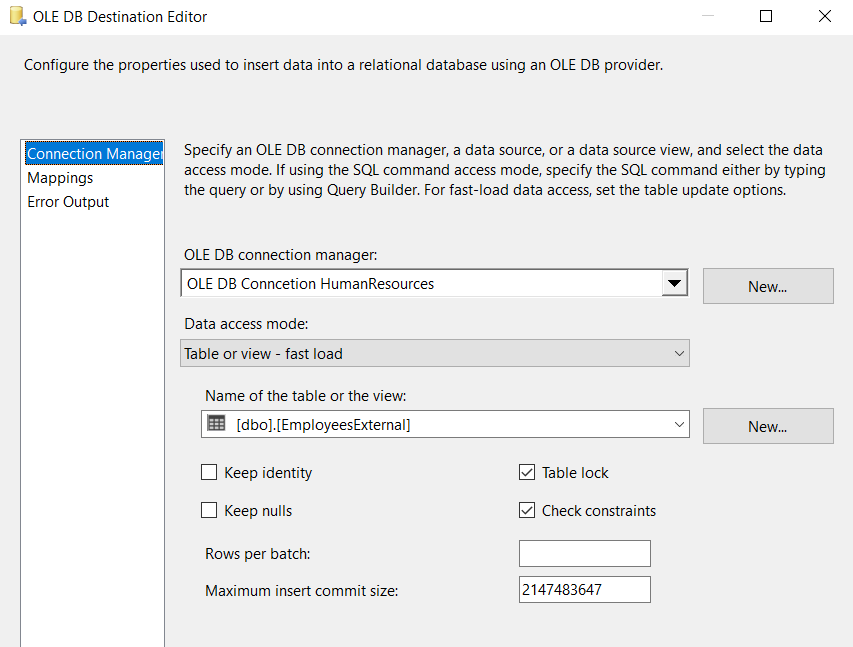 OLE DB Destination Editor
Configure the properties used to insert data into a relational database using an OLE DB provider.
Connection Manager
Mappings
Error Output
Specify an OLE DB connection manager, a data source, or a data source view, and select the data
access mode. If using the SQL command access mode, specify the SQL command either by typing
the query or by using Query Builder. For fast-load data access, set the table update options.
OLE DB connection manager:
OLE DB Conncetion HumanResources
New...
Data access mode:
Table or view - fast load
Name of the table or the view:
[dbo].[EmployeesExternal]
New...
Keep identity
Table lock
Keep nulls
Check constraints
Rows per batch:
Maximum insert commit size:
2147483647